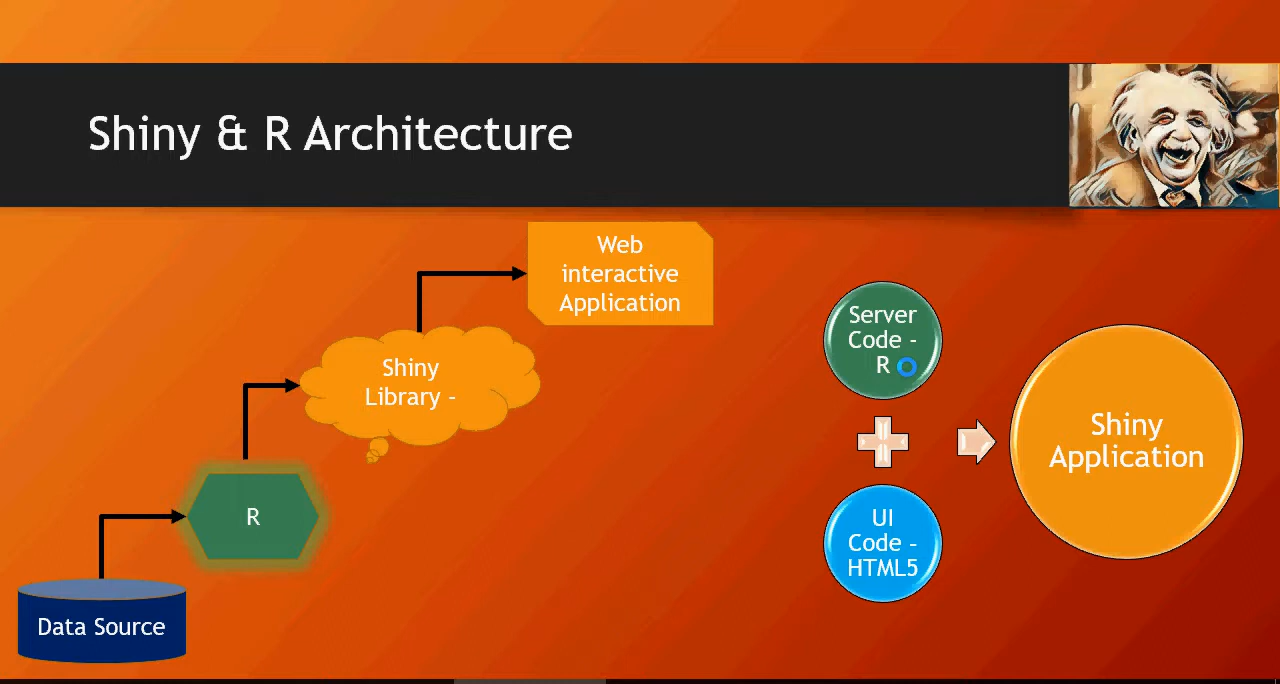 Shiny & R Architecture
Web
interactive
Application
Shiny
Library -
R
Data Source
Server
Code -
R
UI
Code -
HTML5
Shiny
Application